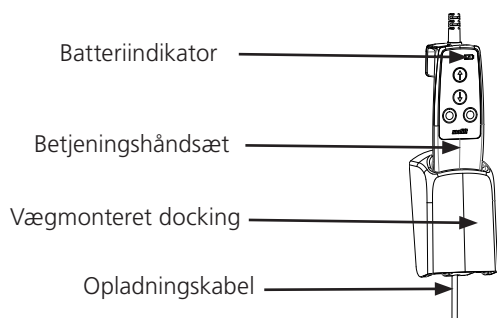 Batteriindikator
Betjeningshåndsæt
Vægmonteret docking
Opladningskabel